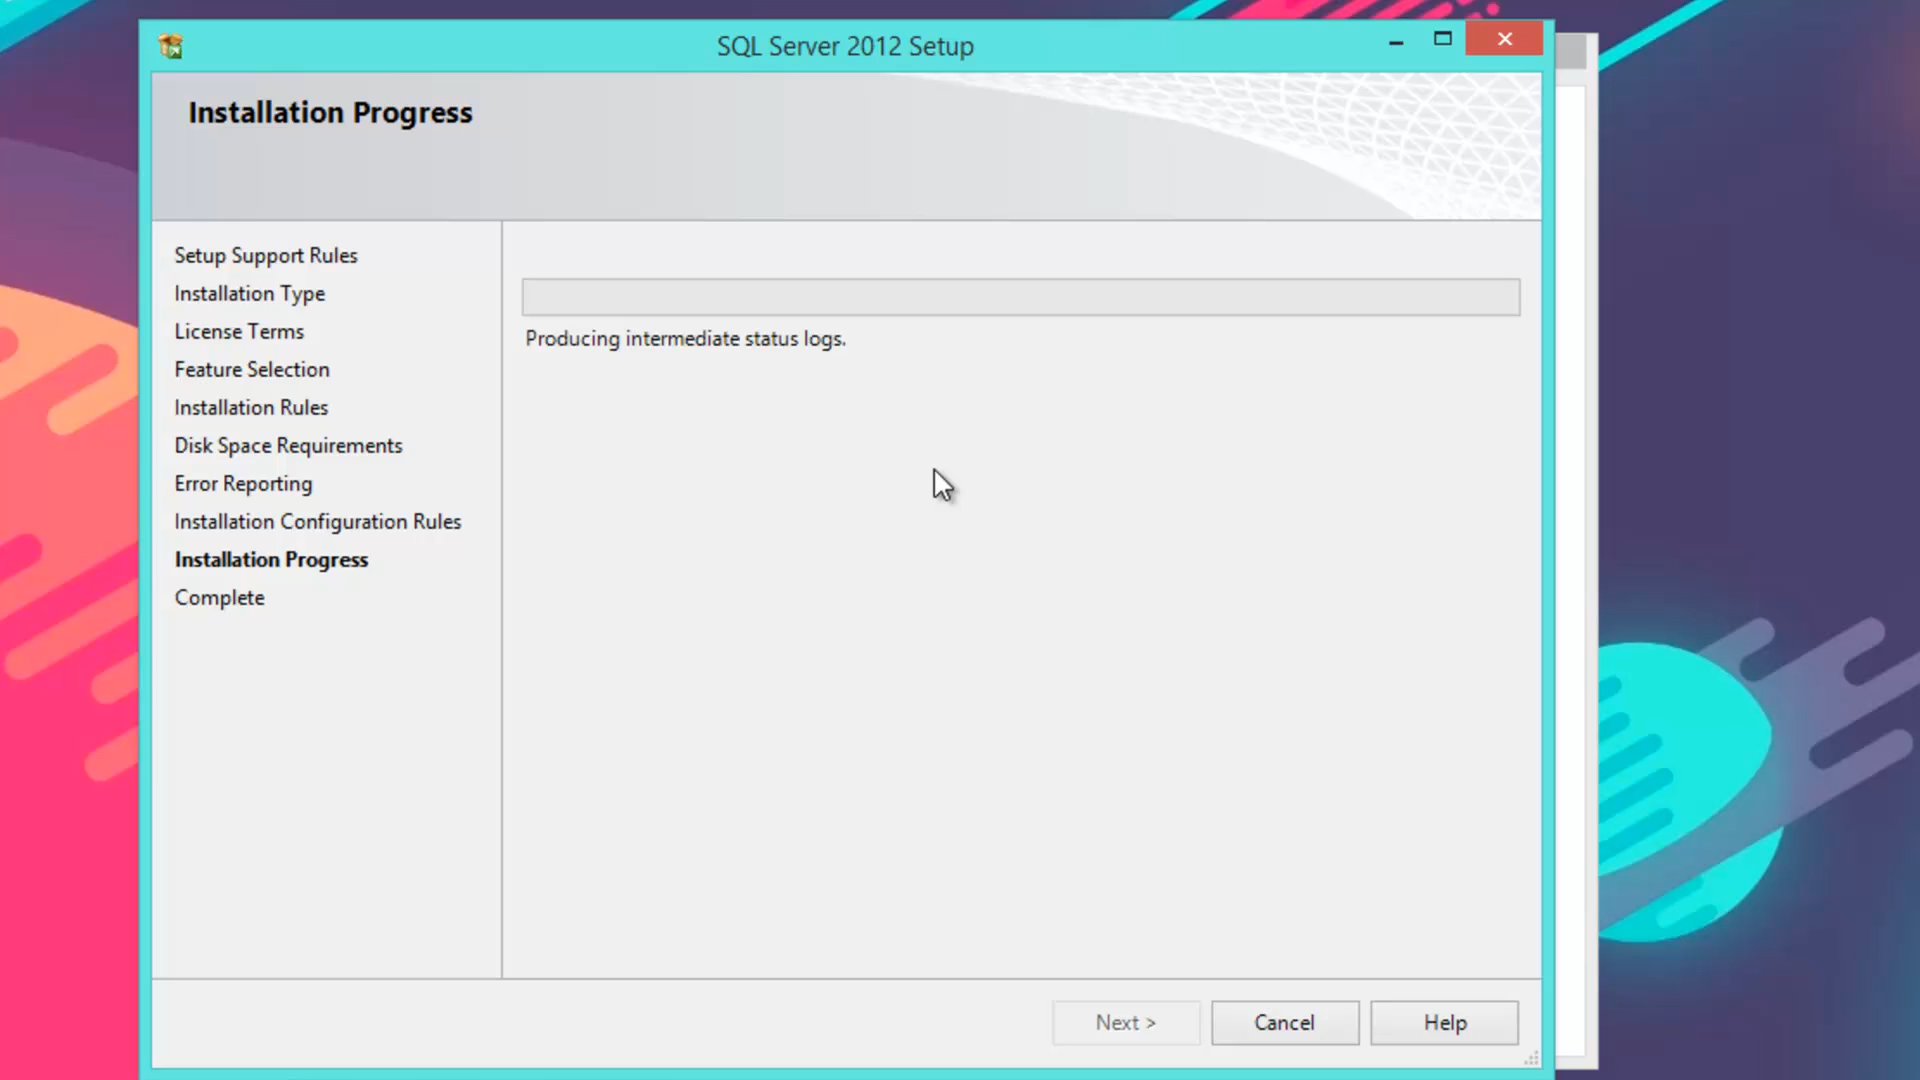 SQL Server 2012 Setup
Installation Progress
Setup Support Rules
Installation Type
License Terms
Feature Selection
Installation Rules
Disk Space Requirements
Error Reporting
Installation Configuration Rules
Installation Progress
Complete
Producing intermediate status logs.
Next >
Cancel
Help